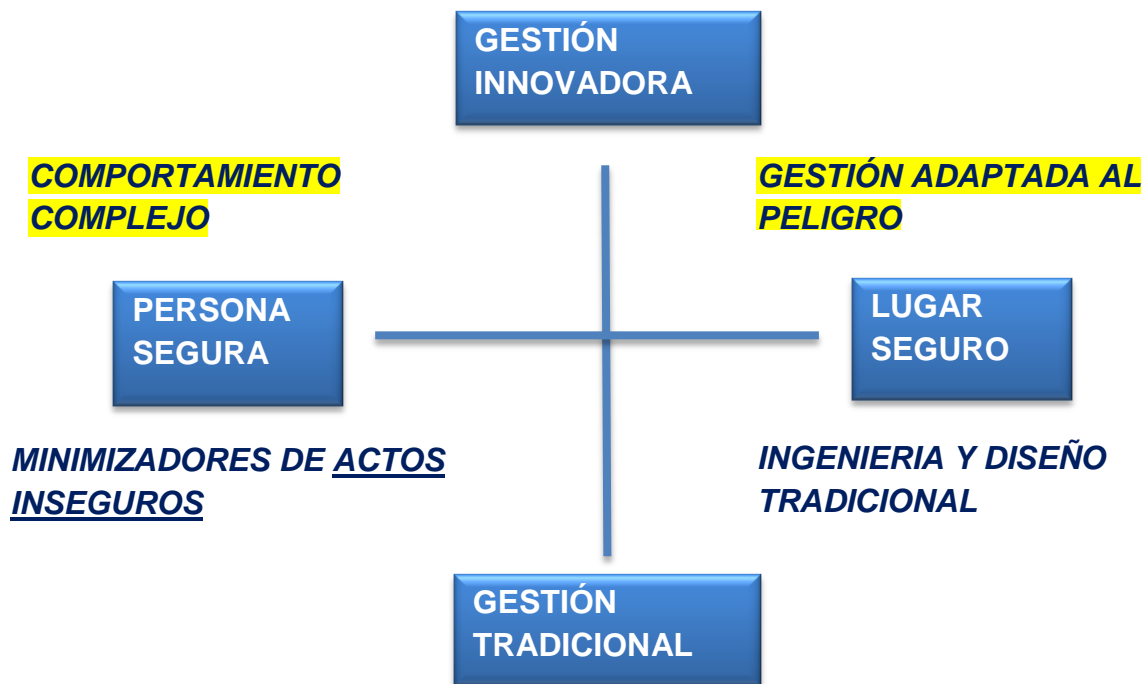 GESTIÓN
INNOVADORA
COMPORTAMIENTO
COMPLEJO
GESTIÓN ADAPTADA AL
PELIGRO
PERSONA
SEGURA
LUGAR
SEGURO
MINIMIZADORES DE ACTOS
INSEGUROS
INGENIERIA Y DISEÑO
TRADICIONAL
GESTIÓN
TRADICIONAL